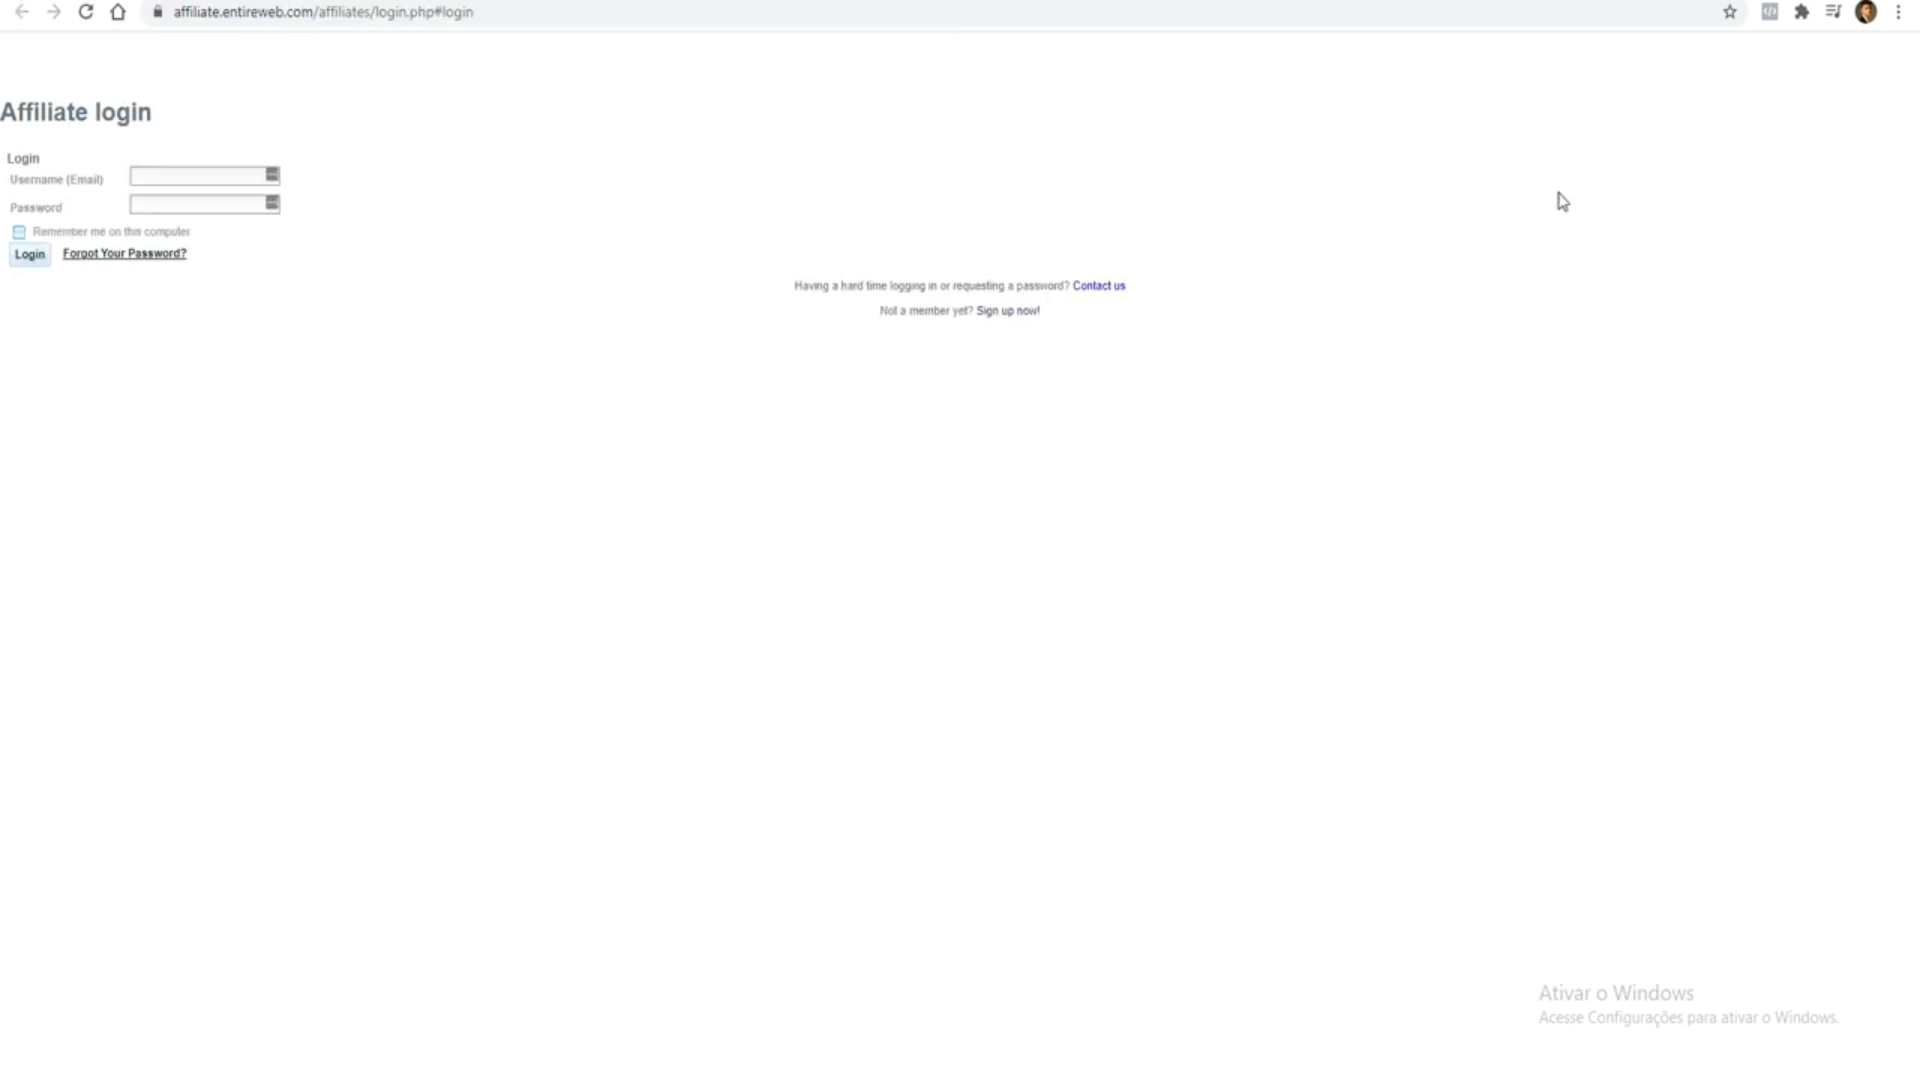 affiliate.entireweb.com/affiliates/login.php#login
Affiliate login
Login
Username (Email)
Password
Remember me on this computer
Login Forgot Your Password?
Having a hard time logging in or requesting a password? Contact us
Not a member yet? Sign up now!
Ativar o Windows
Acesse Configurações para ativar o Windows.